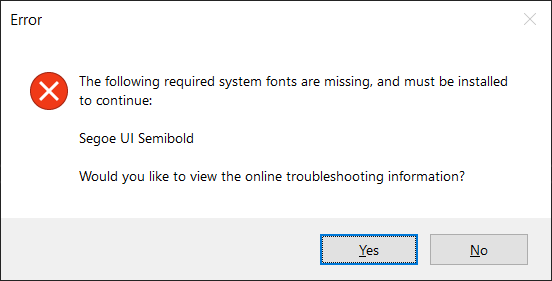 Error
The following required system fonts are missing, and must be installed
to continue:
Segoe UI Semibold
Would you like to view the online troubleshooting information?
Yes
No